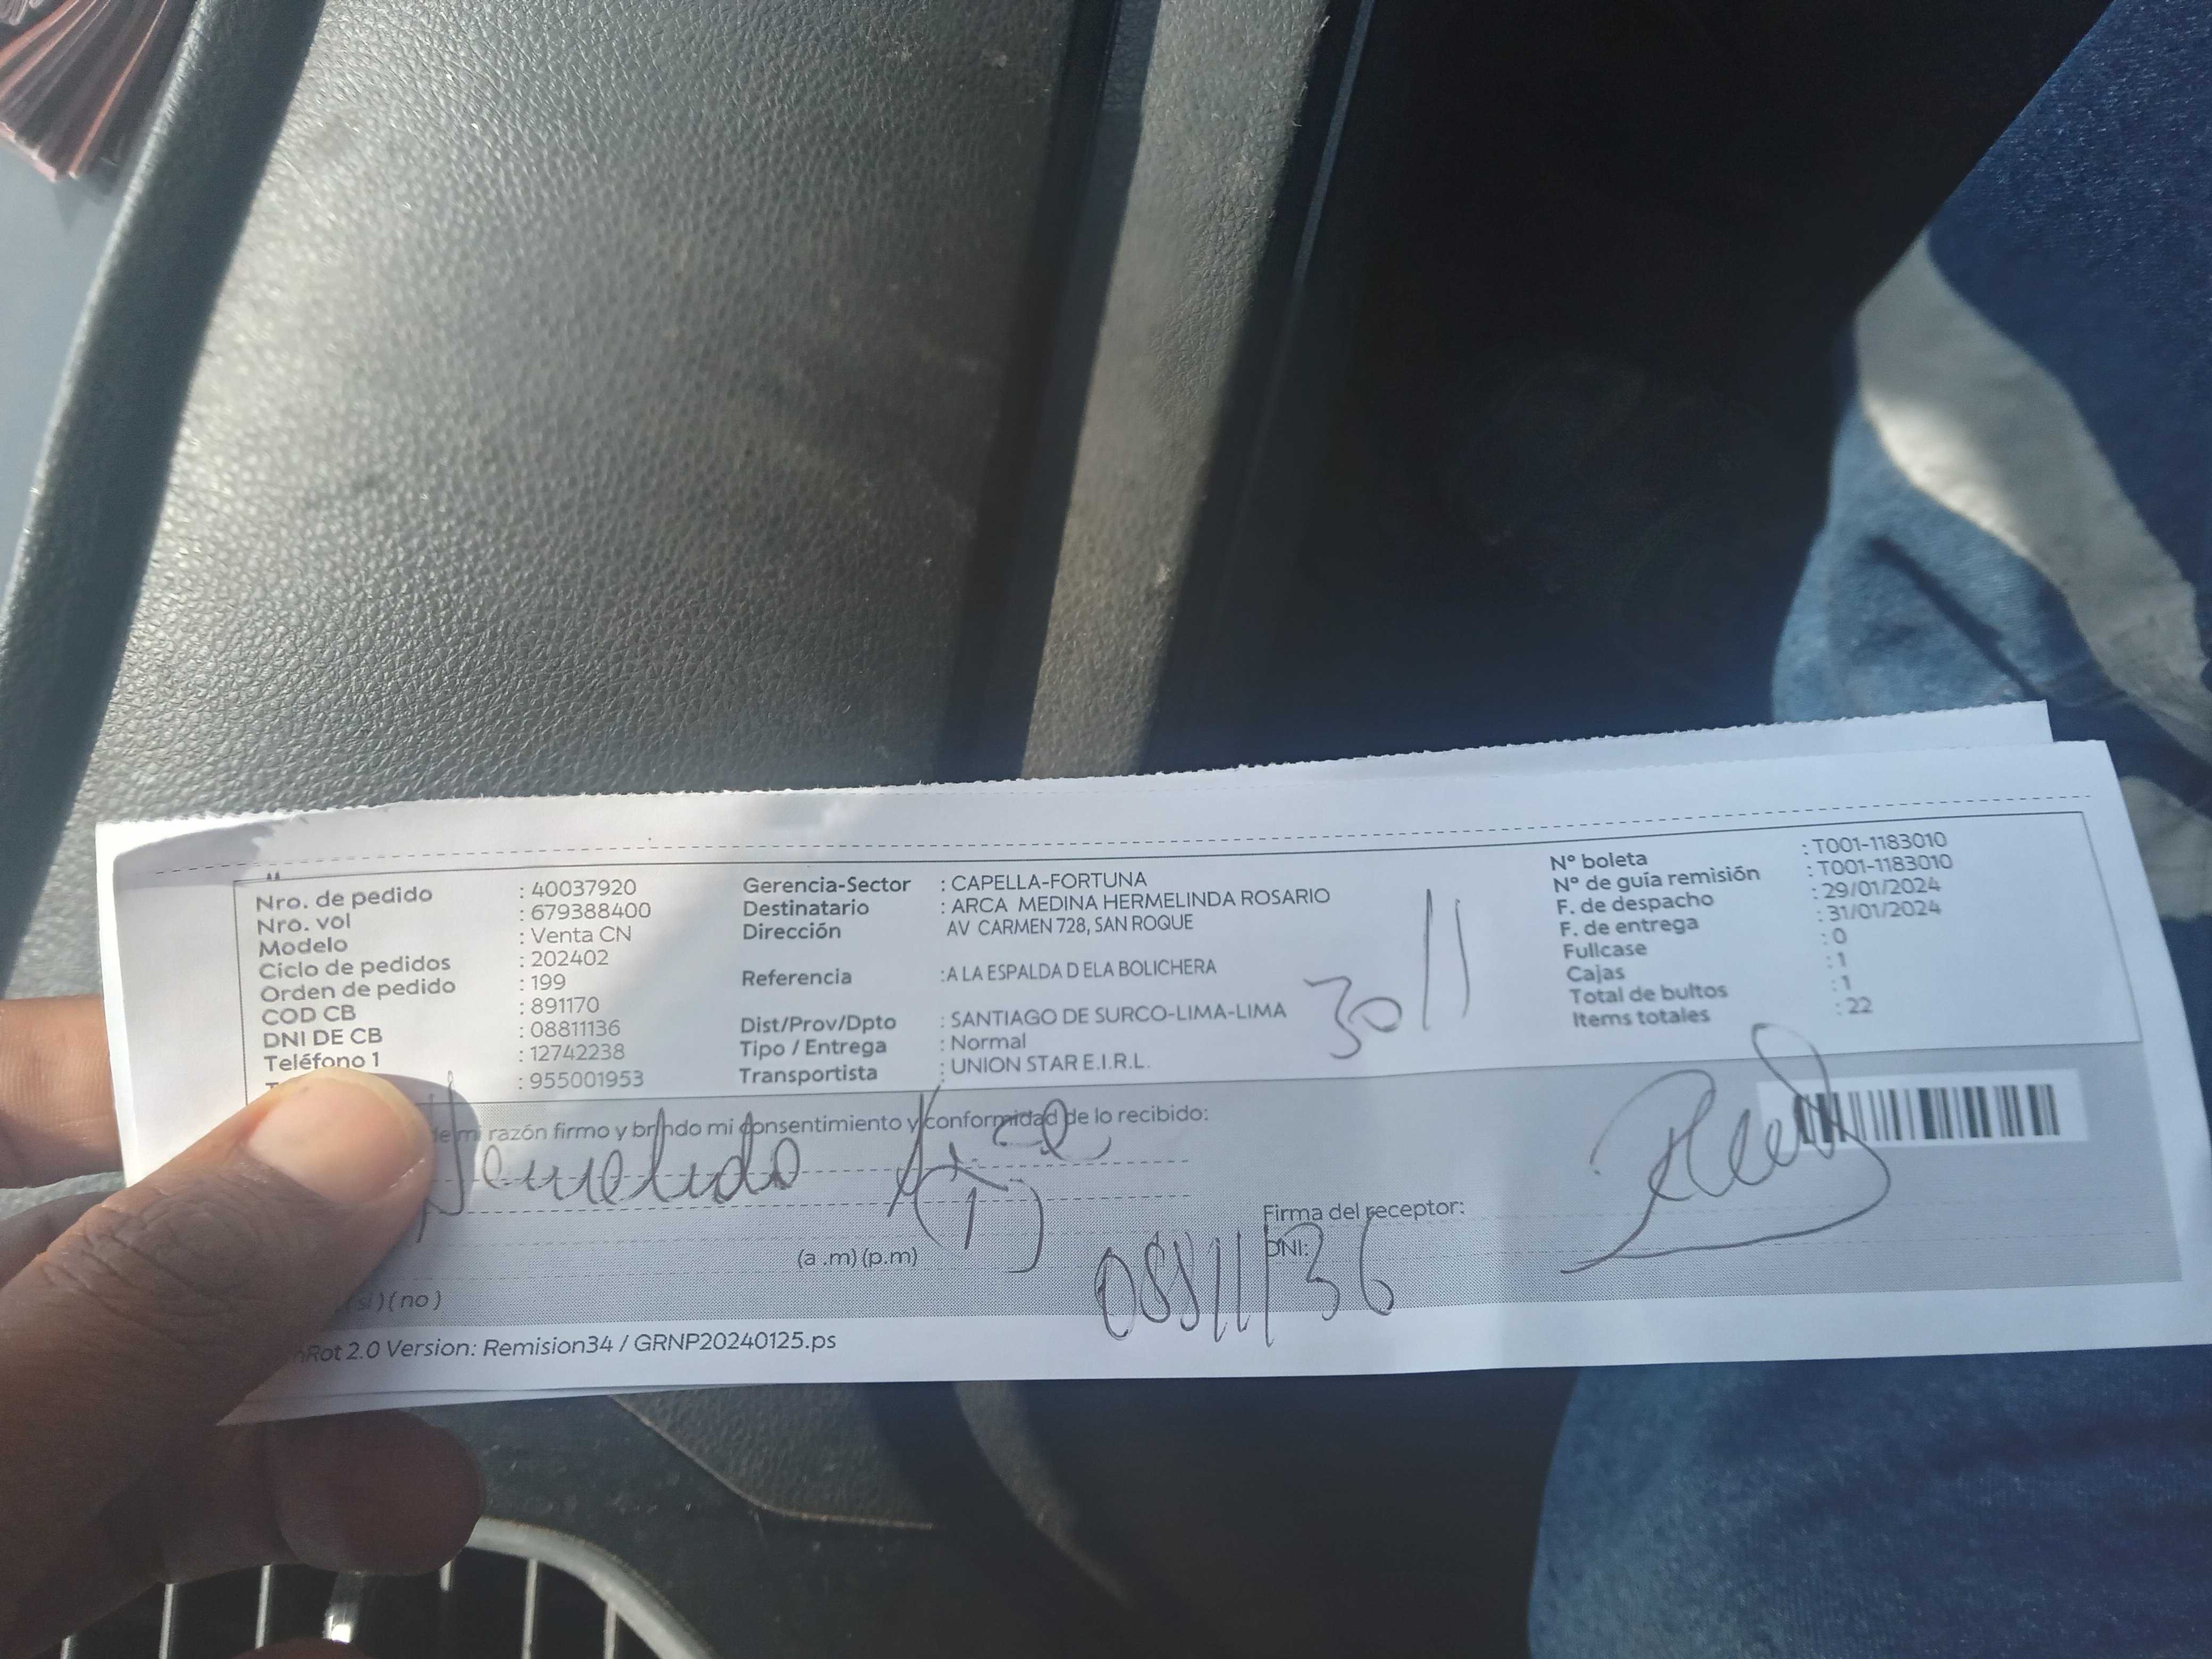 Nro. de pedido : 40037920
Nro. vol : 679388400
Modelo : Venta CN
Ciclo de pedidos : 202402
Orden de pedido : 199
COD CB : 891170
DNI DE CB : 08811136
Teléfono 1 : 12742238
: 955001953
Gerencia-Sector : CAPELLA-FORTUNA
Destinatario : ARCA MEDINA HERMELINDA ROSARIO
Dirección AV CARMEN 728, SAN ROQUE
Referencia :A LA ESPALDA D ELA BOLICHERA
Dist/Prov/Dpto : SANTIAGO DE SURCO-LIMA-LIMA
Tipo / Entrega : Normal
Transportista : UNION STAR E.I.R.L.
30/1
Nº boleta : T001-1183010
Nº de guía remisión : T001-1183010
F. de despacho : 29/01/2024
F. de entrega : 31/01/2024
Fullcase : 0
Cajas : 1
Total de bultos : 1
Items totales : 22
de mi razón firmo y brindo mi consentimiento y conformidad de lo recibido:
Firma del receptor:
DNI:
08811136
(a .m) (p.m)
(si) (no)
Rot 2.0 Version: Remision34 / GRNP20240125.ps